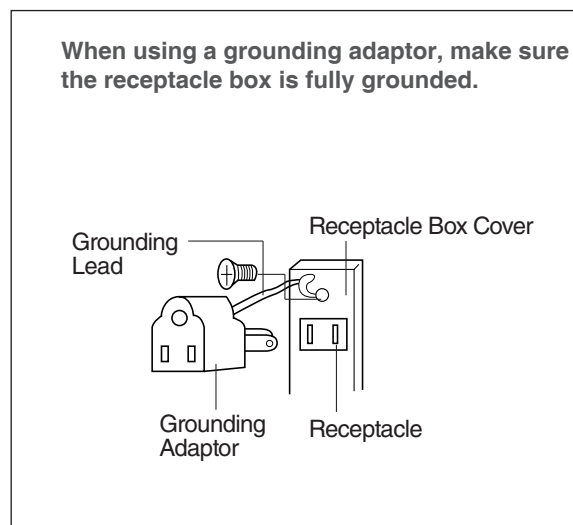 When using a grounding adaptor, make sure
the receptacle box is fully grounded.
Grounding
Lead
Receptacle Box Cover
Grounding
Adaptor
Receptacle